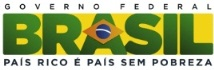 GOVERNO FEDERAL
BRASIL
PAÍS RICO É PAÍS SEM POBREZA